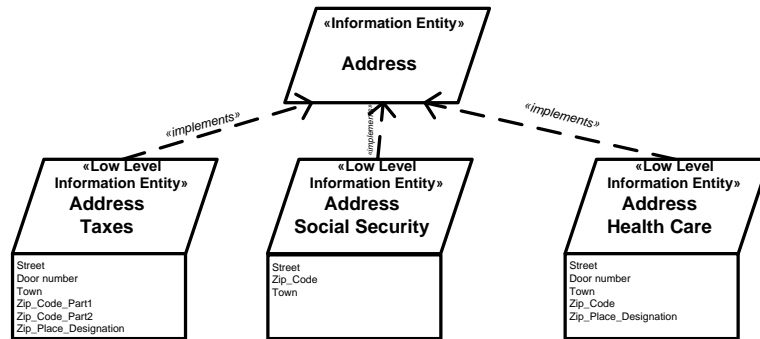 «Information Entity»
Address
«implements»
«implements»
«implements»
«Low Level
Information Entity»
Address
Taxes
Street
Door number
Town
Zip_Code_Part1
Zip_Code_Part2
Zip_Place_Designation
«Low Level
Information Entity»
Address
Social Security
Street
Zip_Code
Town
«Low Level
Information Entity»
Address
Health Care
Street
Door number
Town
Zip_Code
Zip_Place_Designation